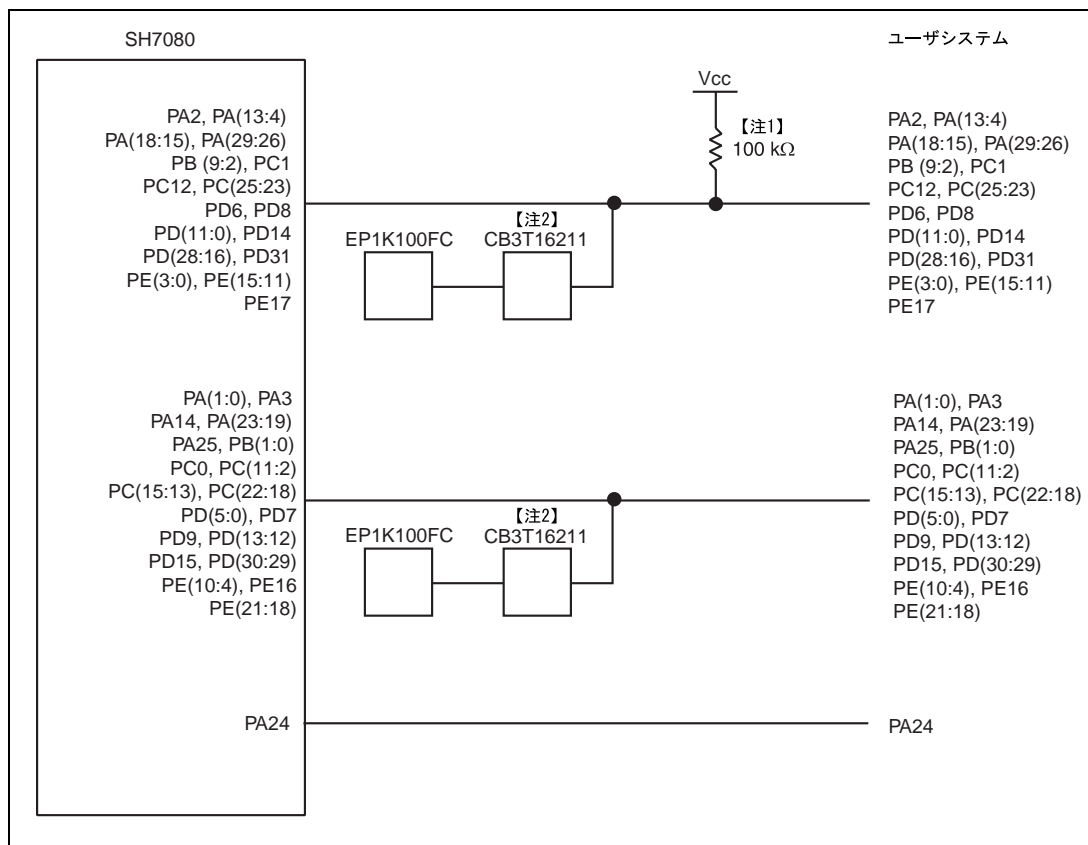 SH7080
ユーザシステム
Vcc
【注1】
100 kΩ
PA2, PA(13:4)
PA(18:15), PA(29:26)
PB (9:2), PC1
PC12, PC(25:23)
PD6, PD8
PD(11:0), PD14
PD(28:16), PD31
PE(3:0), PE(15:11)
PE17
EP1K100FC
【注2】
CB3T16211
PA2, PA(13:4)
PA(18:15), PA(29:26)
PB (9:2), PC1
PC12, PC(25:23)
PD6, PD8
PD(11:0), PD14
PD(28:16), PD31
PE(3:0), PE(15:11)
PE17
PA(1:0), PA3
PA14, PA(23:19)
PA25, PB(1:0)
PC0, PC(11:2)
PC(15:13), PC(22:18)
PD(5:0), PD7
PD9, PD(13:12)
PD15, PD(30:29)
PE(10:4), PE16
PE(21:18)
EP1K100FC
【注2】
CB3T16211
PA(1:0), PA3
PA14, PA(23:19)
PA25, PB(1:0)
PC0, PC(11:2)
PC(15:13), PC(22:18)
PD(5:0), PD7
PD9, PD(13:12)
PD15, PD(30:29)
PE(10:4), PE16
PE(21:18)
PA24
PA24